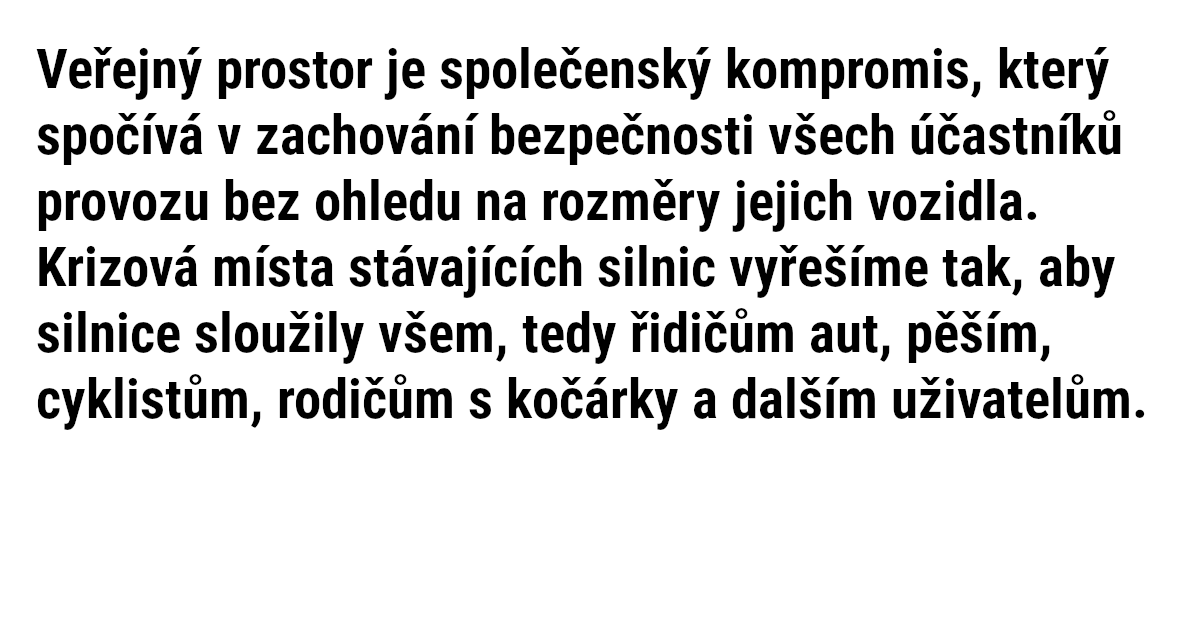 Veřejný prostor je společenský kompromis, který
spočívá v zachování bezpečnosti všech účastníků
provozu bez ohledu na rozměry jejich vozidla.
Krizová místa stávajících silnic vyřešíme tak, aby
silnice sloužily všem, tedy řidičům aut, pěším,
cyklistům, rodičům s kočárky a dalším uživatelům.